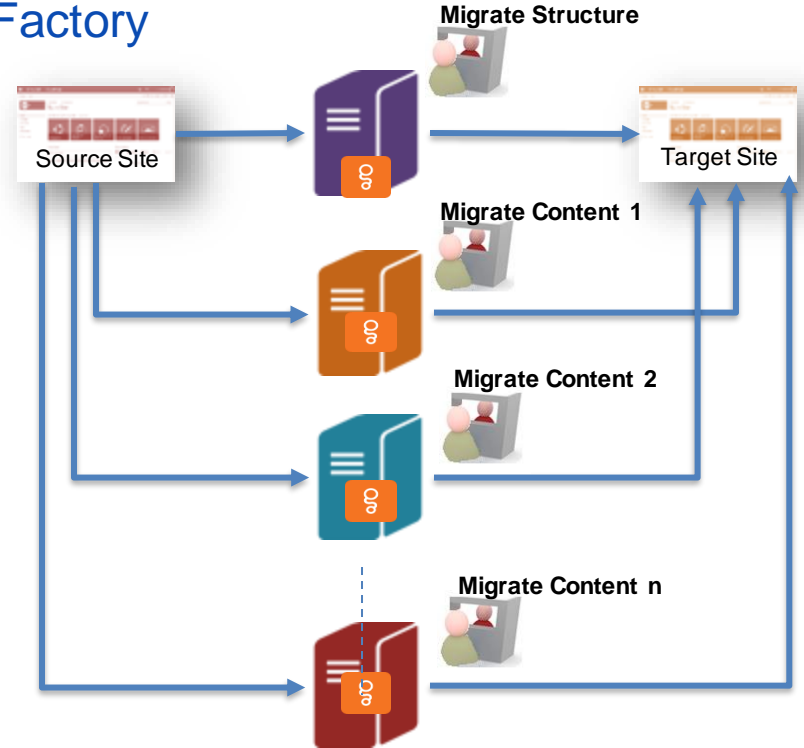 Factory
Migrate Structure
Source Site
Target Site
Migrate Content 1
Migrate Content 2
Migrate Content n